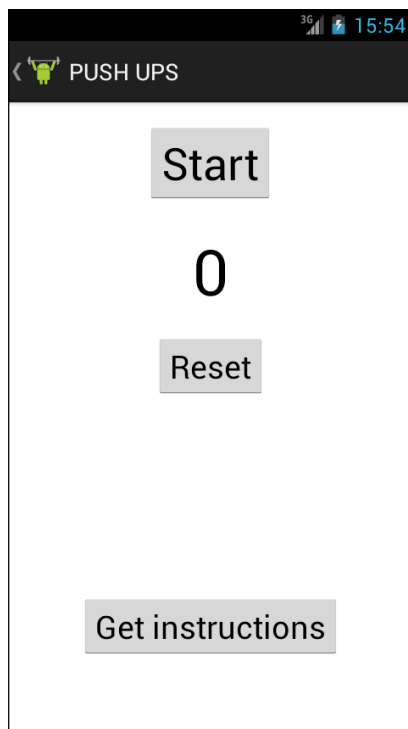 3G 15:54
PUSH UPS
Start
0
Reset
Get instructions